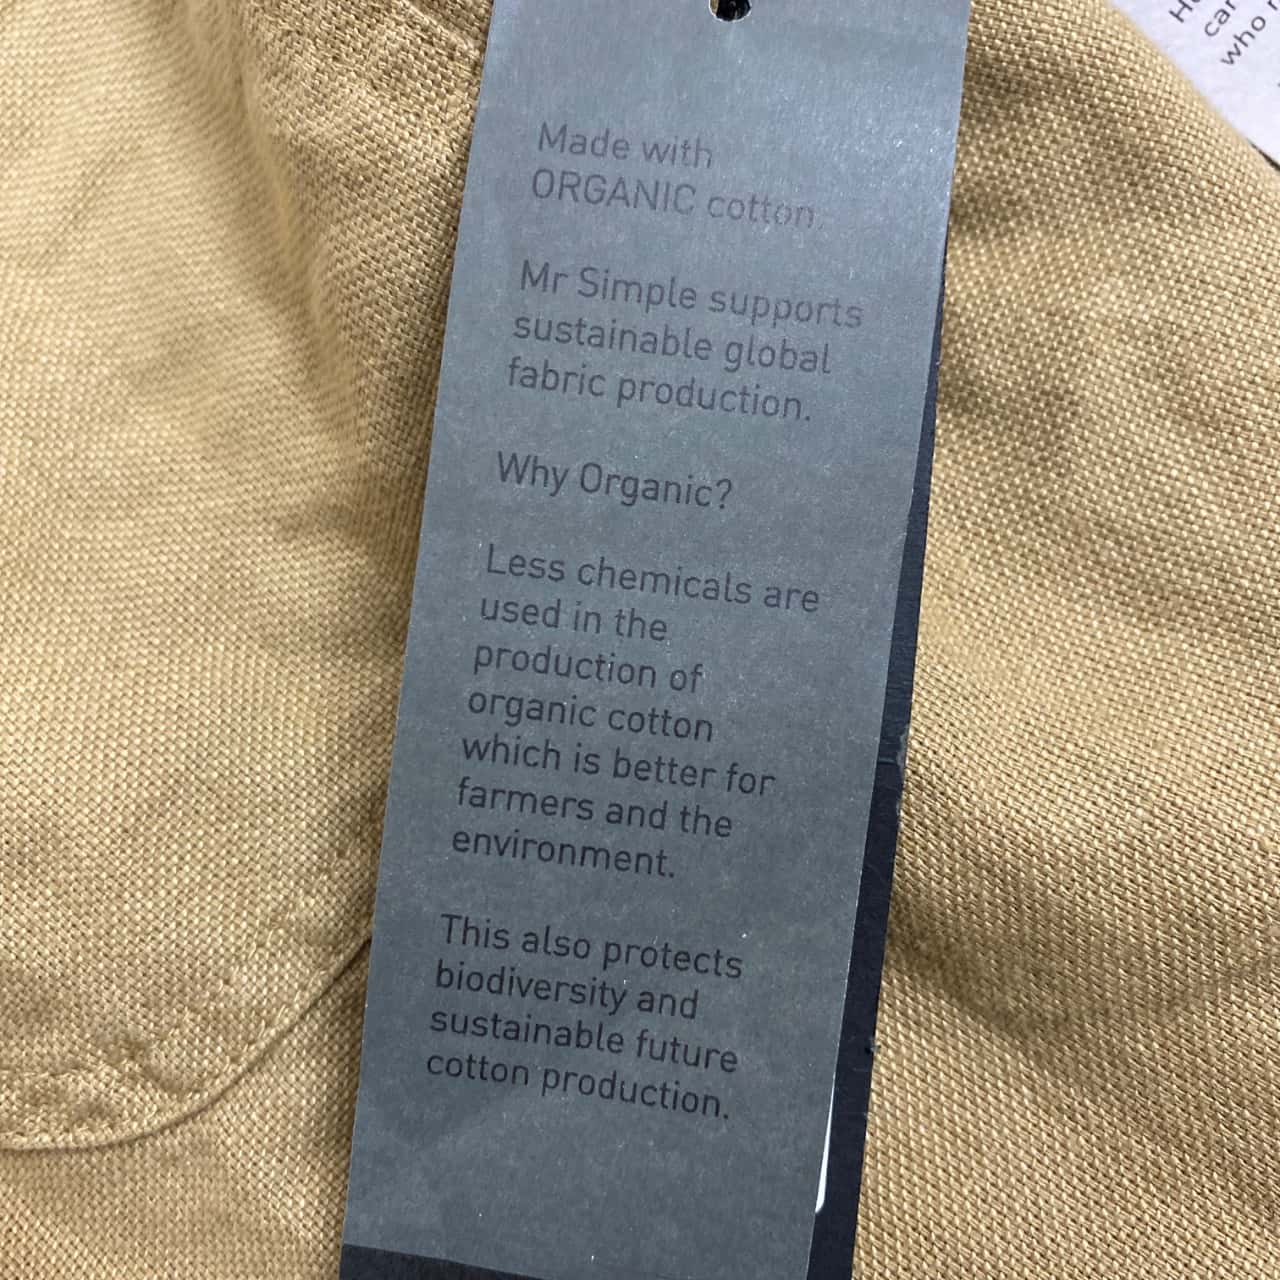 Made with
ORGANIC cotton.
Mr Simple supports
sustainable global
fabric production.
Why Organic?
Less chemicals are
used in the
production of
organic cotton
which is better for
farmers and the
environment.
This also protects
biodiversity and
sustainable future
cotton production.
who